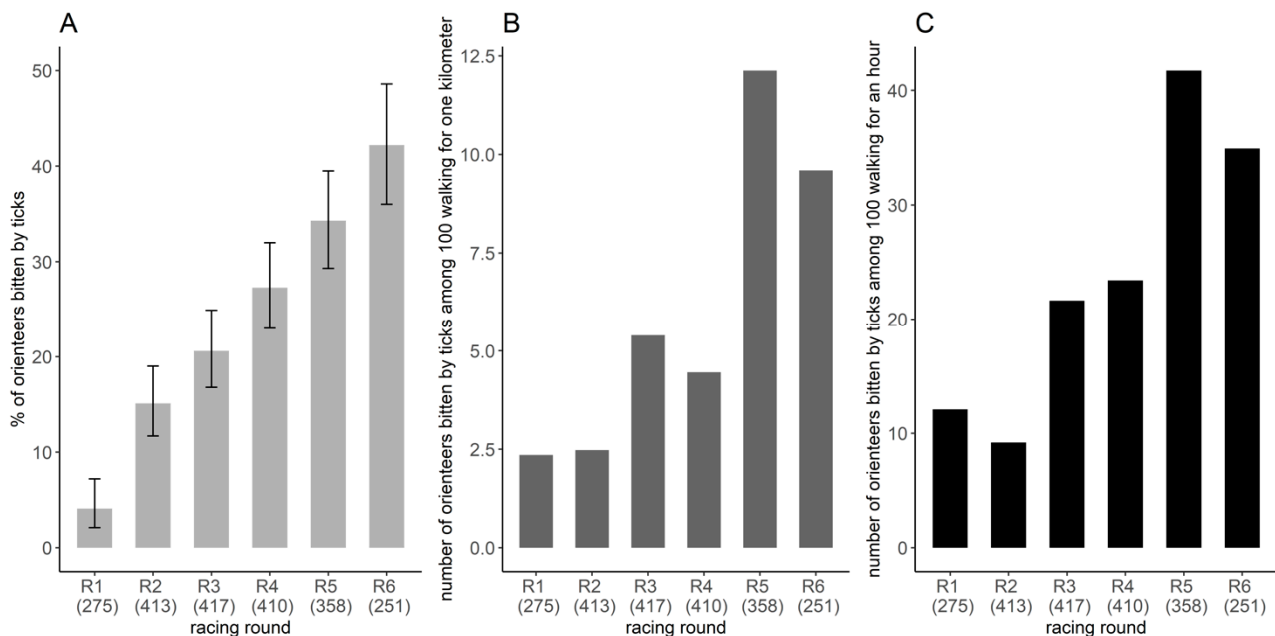 A
% of orienteers bitten by ticks
50
40
30
20
10
0
R1 R2 R3 R4 R5 R6
(275) (413) (417) (410) (358) (251)
racing round
B
number of orienteers bitten by ticks among 100 walking for one kilometer
12.5
10.0
7.5
5.0
2.5
0.0
R1 R2 R3 R4 R5 R6
(275) (413) (417) (410) (358) (251)
racing round
C
number of orienteers bitten by ticks among 100 walking for an hour
40
30
20
10
0
R1 R2 R3 R4 R5 R6
(275) (413) (417) (410) (358) (251)
racing round